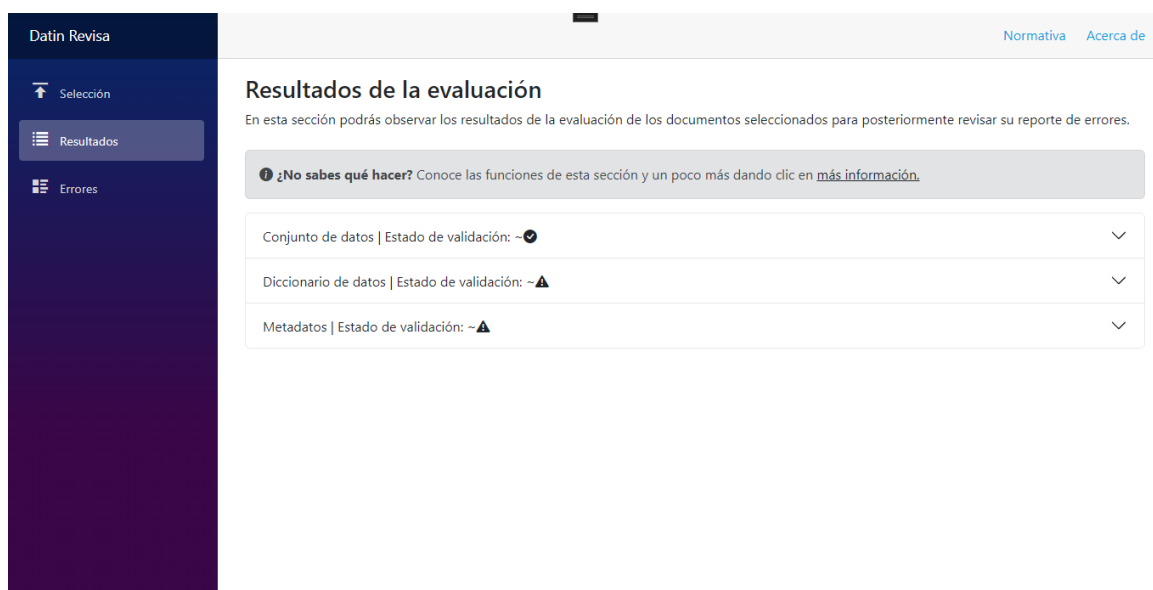 Datin Revisa
Normativa Acerca de
Selección
Resultados
Errores
Resultados de la evaluación
En esta sección podrás observar los resultados de la evaluación de los documentos seleccionados para posteriormente revisar su reporte de errores.
¿No sabes qué hacer? Conoce las funciones de esta sección y un poco más dando clic en más información.
Conjunto de datos | Estado de validación: ~
Diccionario de datos | Estado de validación: ~
Metadatos | Estado de validación: ~